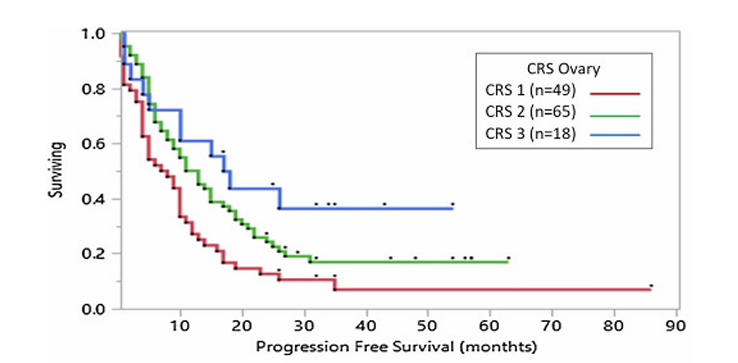 1.0
0.8
0.6
0.4
0.2
0.0
Surviving
CRS Ovary
CRS 1 (n=49)
CRS 2 (n=65)
CRS 3 (n=18)
10 20 30 40 50 60 70 80 90
Progression Free Survival (monthts)